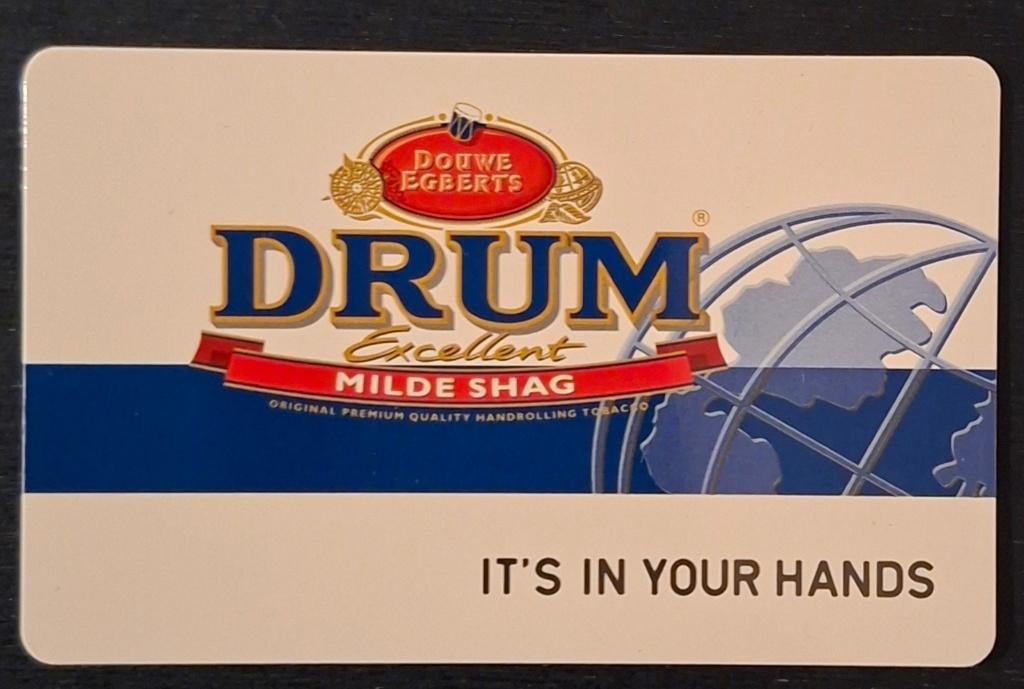 DOUWE
EGBERTS
DRUM®
Excellent
MILDE SHAG
ORIGINAL PREMIUM QUALITY HANDROLLING TOBACCO
IT'S IN YOUR HANDS